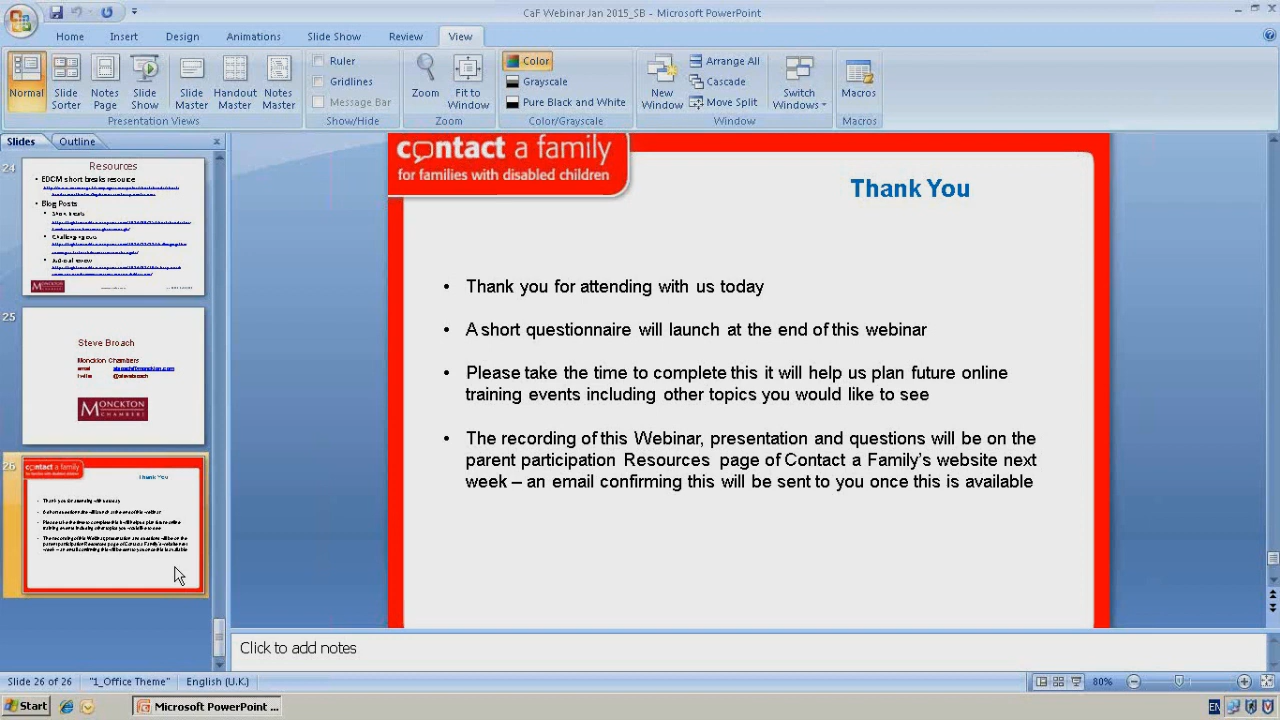 CaF Webinar Jan 2015_SB - Microsoft PowerPoint
Home Insert Design Animations Slide Show Review View
Normal
Slide Sorter
Notes Page
Slide Show
Slide Master
Handout Master
Notes Master
Presentation Views
Ruler
Gridlines
Message Bar
Show/Hide
Zoom
Fit to Window
Zoom
Color
Grayscale
Pure Black and White
Color/Grayscale
New Window
Arrange All
Cascade
Move Split
Window
Switch Windows
Macros
Macros
Slides Outline
24
Resources
• EDCM short breaks resource
• Blog Posts
MONCKTON
25
Steve Broach
Monckton Chambers
email
twitter @stevebroach
MONCKTON
CHAMBERS
26
contact a family
for families with disabled children
Thank You
• Thank you for attending with us today
• A short questionnaire will launch at the end of this webinar
• Please take the time to complete this it will help us plan future online
training events including other topics you would like to see
• The recording of this Webinar, presentation and questions will be on the
parent participation Resources page of Contact a Family's website next
week – an email confirming this will be sent to you once this is available
Click to add notes
Slide 26 of 26 "1_Office Theme" English (U.K.) 80%
Start Microsoft PowerPoint ... EN